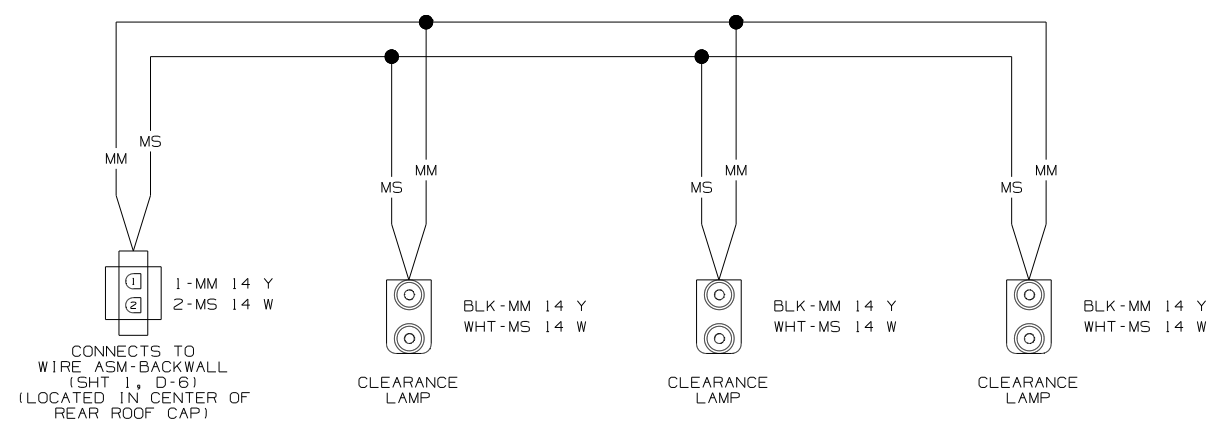 MM
MS
MS
MM
MS
MM
MS
MM
1
2
1-MM 14 Y
2-MS 14 W
CONNECTS TO
WIRE ASM-BACKWALL
(SHT 1, D-6)
(LOCATED IN CENTER OF
REAR ROOF CAP)
BLK-MM 14 Y
WHT-MS 14 W
CLEARANCE
LAMP
BLK-MM 14 Y
WHT-MS 14 W
CLEARANCE
LAMP
BLK-MM 14 Y
WHT-MS 14 W
CLEARANCE
LAMP